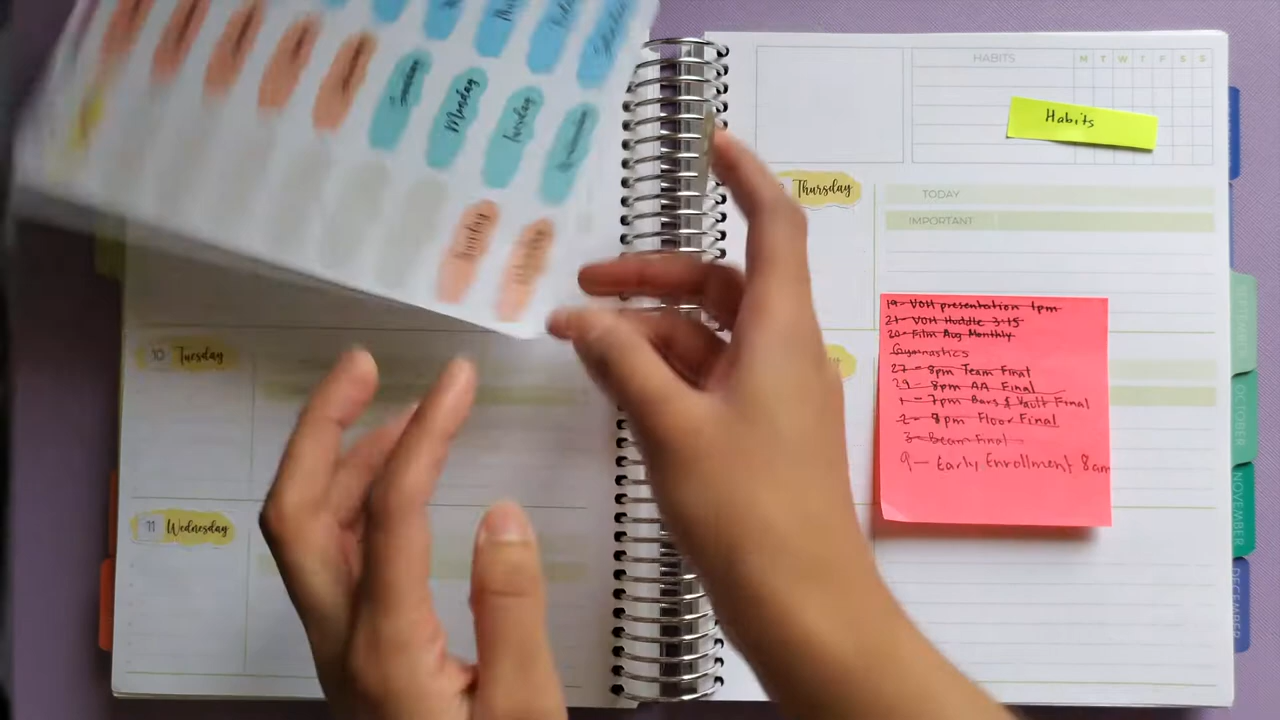 Monday
Tuesday
Sunday
HABITS
M T W T F S S
Habits
Thursday
TODAY
IMPORTANT
10 Tuesday
11 Wednesday
19- VOH presentation 1pm
21- VOH Huddle 3:15
20- Film Aug Monthly
Gymnastics
27 - 8pm Team Final
29 - 8pm AA Final
1 - 7pm Bars & Vault Final
2 - 8pm Floor Final
3 - Beam Final
9 - Early Enrollment 8am
SEPTEMBER
OCTOBER
NOVEMBER
DECEMBER